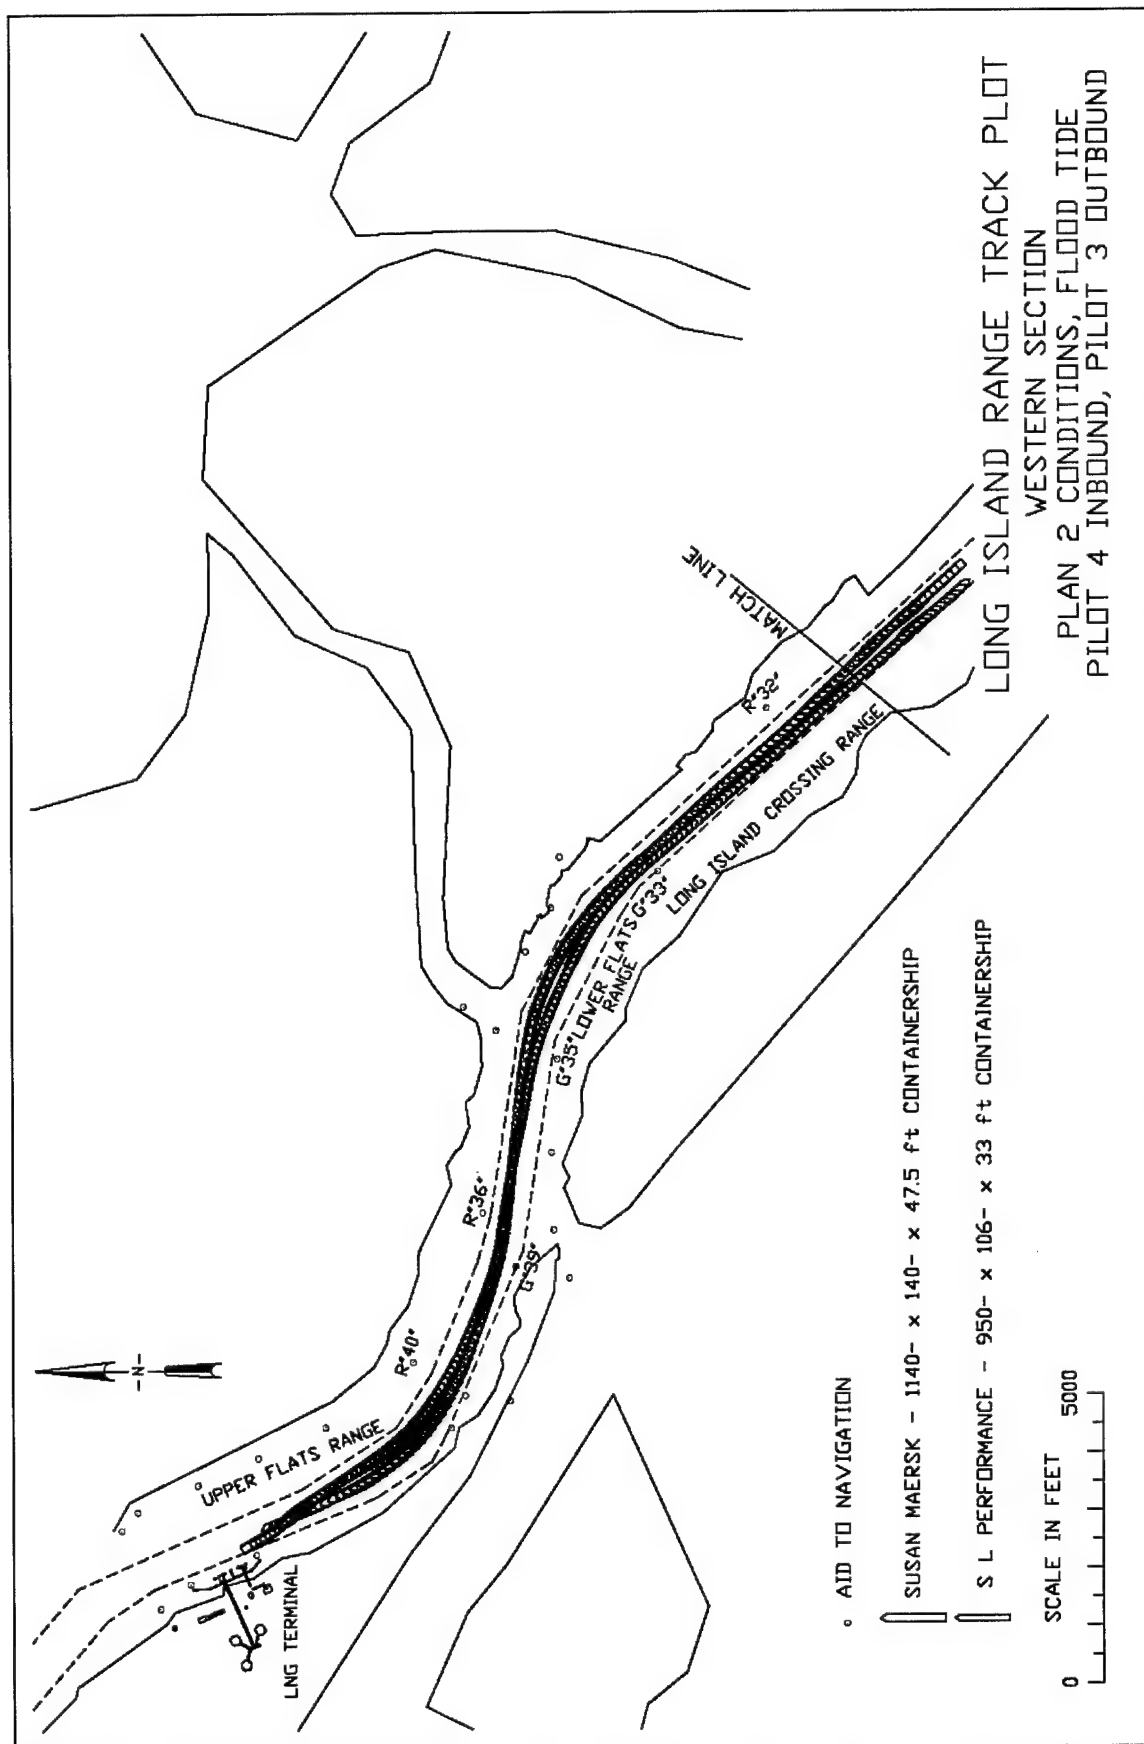 LONG ISLAND RANGE TRACK PLOT
WESTERN SECTION
PLAN 2 CONDITIONS, FLOOD TIDE
PILOT 4 INBOUND, PILOT 3 OUTBOUND
MATCH LINE
R"32"
LONG ISLAND CROSSING RANGE
G"33"
LOWER FLATS
RANGE
G"35"
R"36"
G"39"
R"40"
UPPER FLATS RANGE
LNG TERMINAL
-N-
AID TO NAVIGATION
SUSAN MAERSK - 1140- x 140- x 47.5 ft CONTAINERSHIP
S L PERFORMANCE - 950- x 106- x 33 ft CONTAINERSHIP
SCALE IN FEET
0 5000